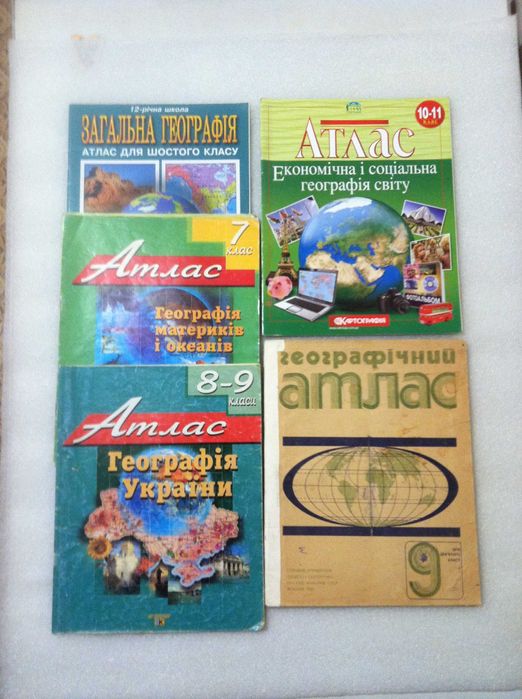 12-річна школа
ЗАГАЛЬНА ГЕОГРАФІЯ
АТЛАС ДЛЯ ШОСТОГО КЛАСУ
10-11
КЛАС
Атлас
Економічна і соціальна
географія світу
ФОТОАЛЬБОМ
КАРТОГРАФІЯ
7
клас
Атлас
Географія
материків
і океанів
8-9
класи
Атлас
Географія
України
географічний
атлас
9